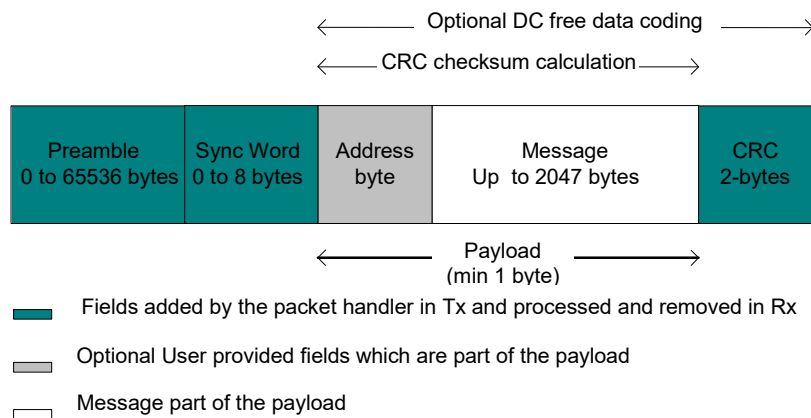 Optional DC free data coding
CRC checksum calculation
Preamble
0 to 65536 bytes
Sync Word
0 to 8 bytes
Address
byte
Message
Up to 2047 bytes
CRC
2-bytes
Payload
(min 1 byte)
Fields added by the packet handler in Tx and processed and removed in Rx
Optional User provided fields which are part of the payload
Message part of the payload